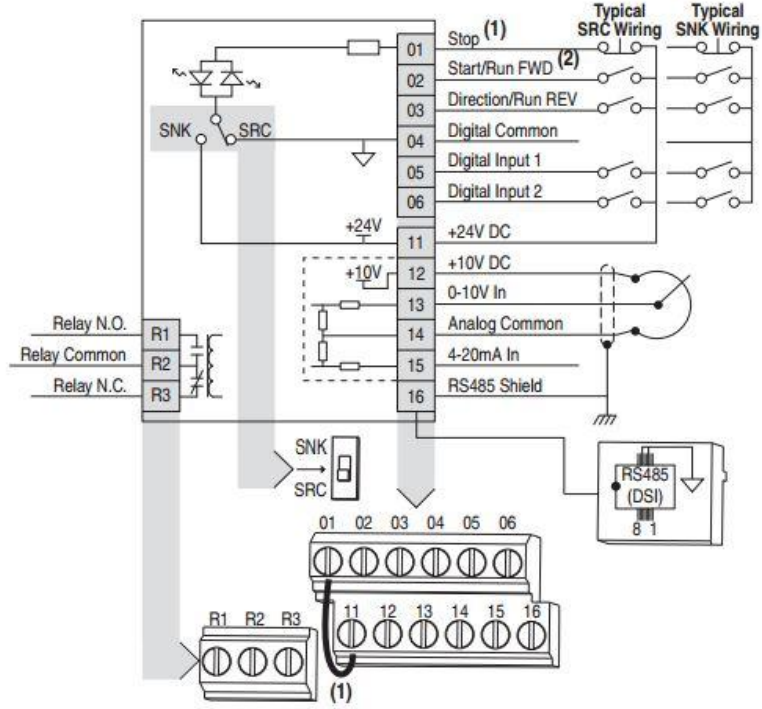 Typical SRC Wiring
Typical SNK Wiring
01 Stop (1)
02 Start/Run FWD (2)
03 Direction/Run REV
SNK SRC
04 Digital Common
05 Digital Input 1
06 Digital Input 2
+24V
11 +24V DC
+10V
12 +10V DC
13 0-10V In
14 Analog Common
15 4-20mA In
16 RS485 Shield
Relay N.O. R1
Relay Common R2
Relay N.C. R3
SNK
SRC
RS485
(DSI)
8 1
01 02 03 04 05 06
11 12 13 14 15 16
R1 R2 R3
(1)